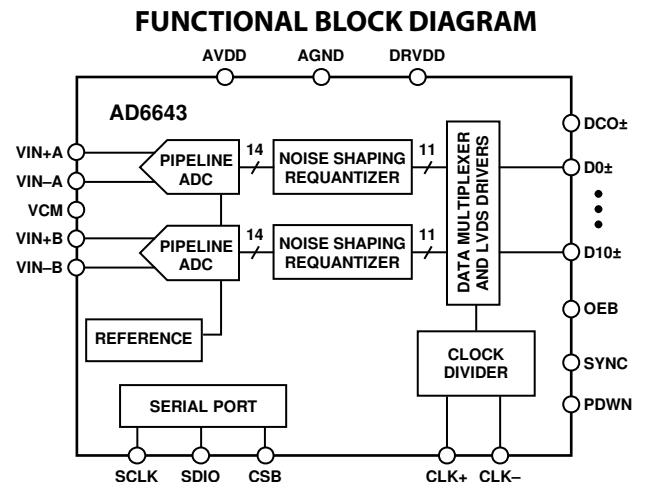 FUNCTIONAL BLOCK DIAGRAM
AVDD AGND DRVDD
AD6643
DCO±
VIN+A
VIN–A
PIPELINE
ADC
14
NOISE SHAPING
REQUANTIZER
11
DATA MULTIPLEXER
AND LVDS DRIVERS
D0±
VCM
VIN+B
VIN–B
PIPELINE
ADC
14
NOISE SHAPING
REQUANTIZER
11
D10±
OEB
REFERENCE
CLOCK
DIVIDER
SYNC
PDWN
SERIAL PORT
SCLK SDIO CSB CLK+ CLK–